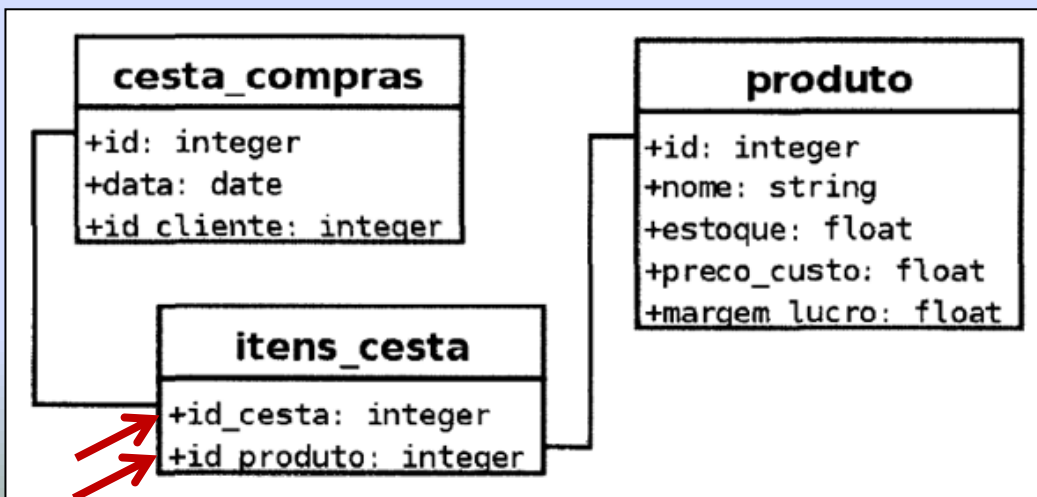 cesta_compras
+id: integer
+data: date
+id_cliente: integer
produto
+id: integer
+nome: string
+estoque: float
+preco_custo: float
+margem_lucro: float
itens_cesta
+id_cesta: integer
+id_produto: integer